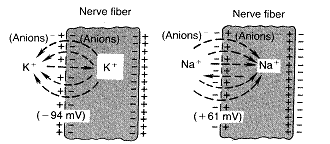 Nerve fiber
(Anions)⁻ (Anions)⁻
K⁺ K⁺
(−94 mV)
Nerve fiber
(Anions)⁻ (Anions)⁻
Na⁺ Na⁺
(+61 mV)